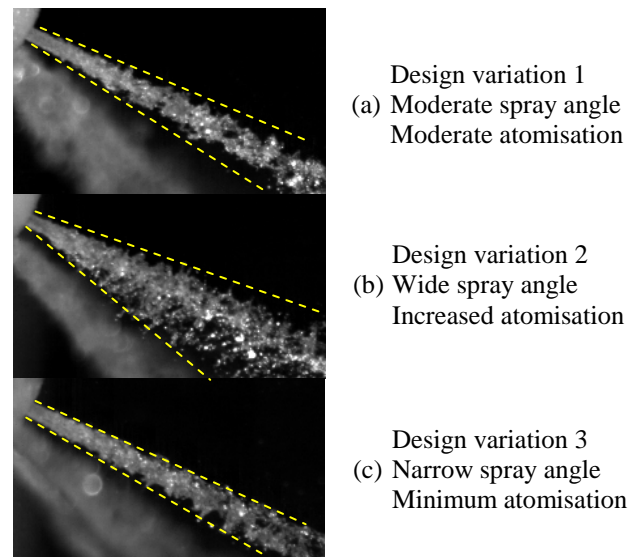 Design variation 1
(a) Moderate spray angle
Moderate atomisation
Design variation 2
(b) Wide spray angle
Increased atomisation
Design variation 3
(c) Narrow spray angle
Minimum atomisation